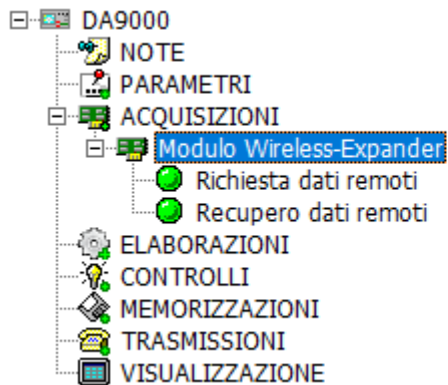 DA9000
NOTE
PARAMETRI
ACQUISIZIONI
Modulo Wireless-Expander
Richiesta dati remoti
Recupero dati remoti
ELABORAZIONI
CONTROLLI
MEMORIZZAZIONI
TRASMISSIONI
VISUALIZZAZIONE